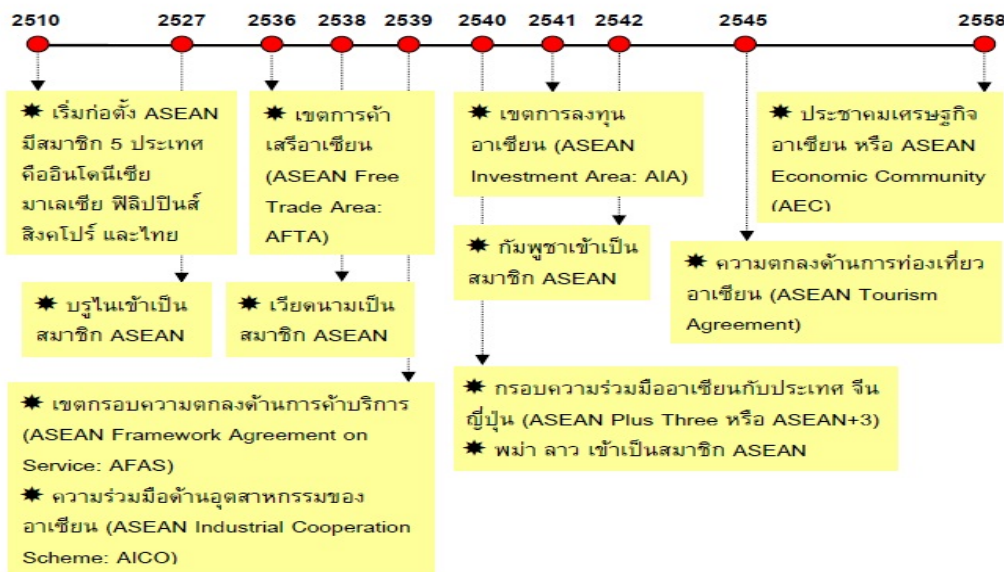 2510 2527 2536 2538 2539 2540 2541 2542 2545 2558
✷ เริ่มก่อตั้ง ASEAN
มีสมาชิก 5 ประเทศ
คืออินโดนีเซีย
มาเลเซีย ฟิลิปปินส์
สิงคโปร์ และไทย
✷ บรูไนเข้าเป็น
สมาชิก ASEAN
✷ เขตการค้า
เสรีอาเซียน
(ASEAN Free
Trade Area:
AFTA)
✷ เวียดนามเป็น
สมาชิก ASEAN
✷ เขตกรอบความตกลงด้านการค้าบริการ
(ASEAN Framework Agreement on
Service: AFAS)
✷ ความร่วมมือด้านอุตสาหกรรมของ
อาเซียน (ASEAN Industrial Cooperation
Scheme: AICO)
✷ เขตการลงทุน
อาเซียน (ASEAN
Investment Area: AIA)
✷ กัมพูชาเข้าเป็น
สมาชิก ASEAN
✷ กรอบความร่วมมืออาเซียนกับประเทศ จีน
ญี่ปุ่น (ASEAN Plus Three หรือ ASEAN+3)
✷ พม่า ลาว เข้าเป็นสมาชิก ASEAN
✷ ความตกลงด้านการท่องเที่ยว
อาเซียน (ASEAN Tourism
Agreement)
✷ ประชาคมเศรษฐกิจ
อาเซียน หรือ ASEAN
Economic Community
(AEC)